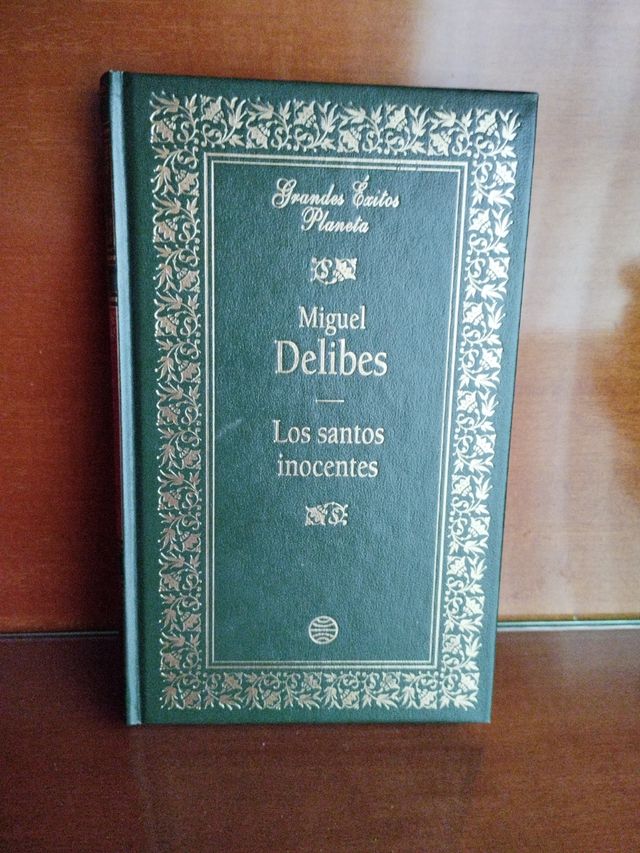 Grandes Éxitos
Planeta
Miguel
Delibes
Los santos
inocentes